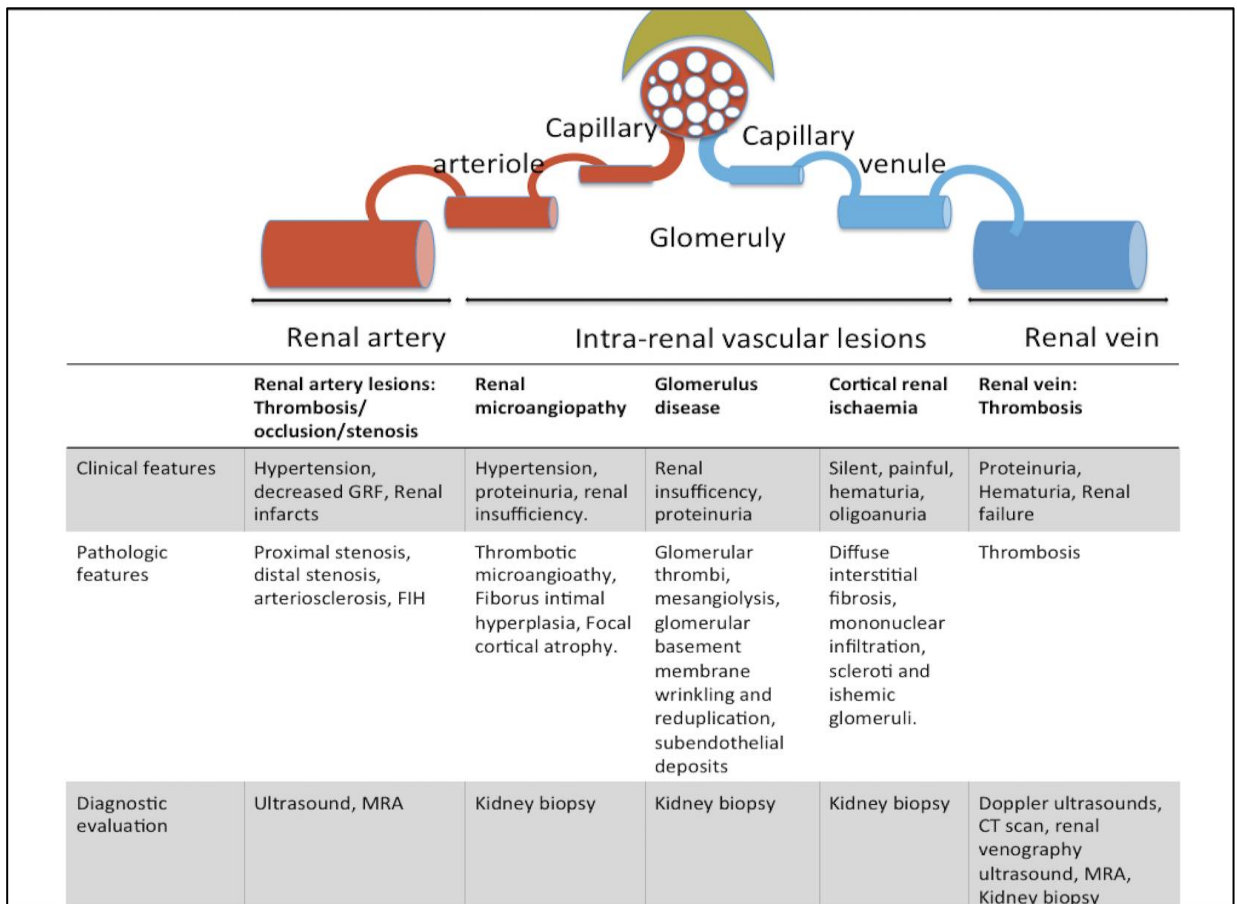 Capillary
Capillary
arteriole
venule
Glomeruly
Renal artery
Intra-renal vascular lesions
Renal vein
Renal artery lesions:
Thrombosis/
occlusion/stenosis
Renal
microangiopathy
Glomerulus
disease
Cortical renal
ischaemia
Renal vein:
Thrombosis
Clinical features
Hypertension,
decreased GRF, Renal
infarcts
Hypertension,
proteinuria, renal
insufficiency.
Renal
insufficency,
proteinuria
Silent, painful,
hematuria,
oligoanuria
Proteinuria,
Hematuria, Renal
failure
Pathologic
features
Proximal stenosis,
distal stenosis,
arteriosclerosis, FIH
Thrombotic
microangioathy,
Fiborus intimal
hyperplasia, Focal
cortical atrophy.
Glomerular
thrombi,
mesangiolysis,
glomerular
basement
membrane
wrinkling and
reduplication,
subendothelial
deposits
Diffuse
interstitial
fibrosis,
mononuclear
infiltration,
scleroti and
ishemic
glomeruli.
Thrombosis
Diagnostic
evaluation
Ultrasound, MRA
Kidney biopsy
Kidney biopsy
Kidney biopsy
Doppler ultrasounds,
CT scan, renal
venography
ultrasound, MRA,
Kidney biopsy